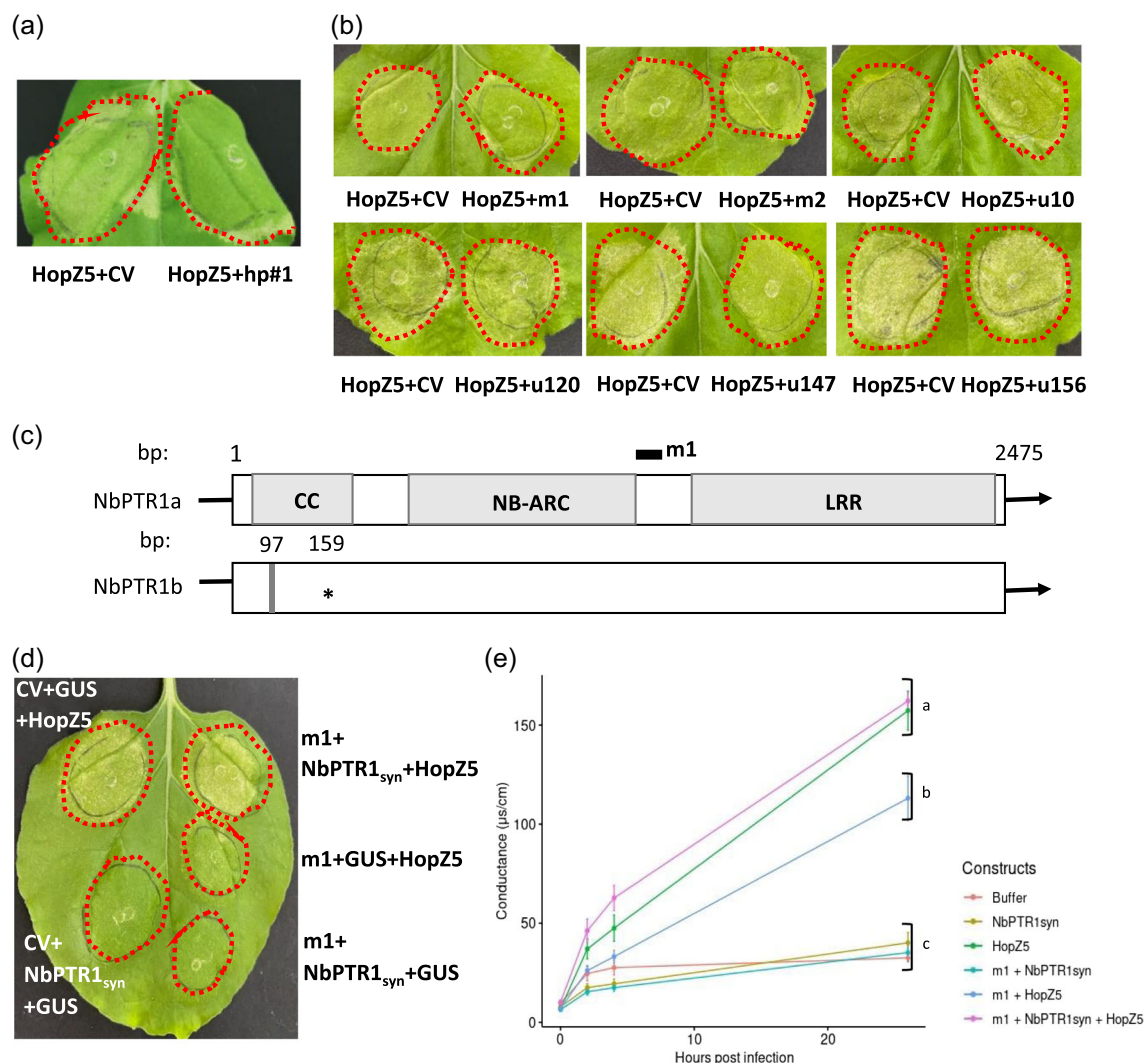 (a)
HopZ5+CV HopZ5+hp#1
(b)
HopZ5+CV HopZ5+m1 HopZ5+CV HopZ5+m2 HopZ5+CV HopZ5+u10
HopZ5+CV HopZ5+u120 HopZ5+CV HopZ5+u147 HopZ5+CV HopZ5+u156
(c)
bp: 1 m1 2475
NbPTR1a CC NB-ARC LRR
bp: 97 159
NbPTR1b *
(d)
CV+GUS
+HopZ5
m1+
NbPTR1syn+HopZ5
m1+GUS+HopZ5
CV+
NbPTR1syn
+GUS
m1+
NbPTR1syn+GUS
(e)
Conductance (µs/cm)
150
100
50
0
0 10 20
Hours post infection
a
b
c
Constructs
Buffer
NbPTR1syn
HopZ5
m1 + NbPTR1syn
m1 + HopZ5
m1 + NbPTR1syn + HopZ5